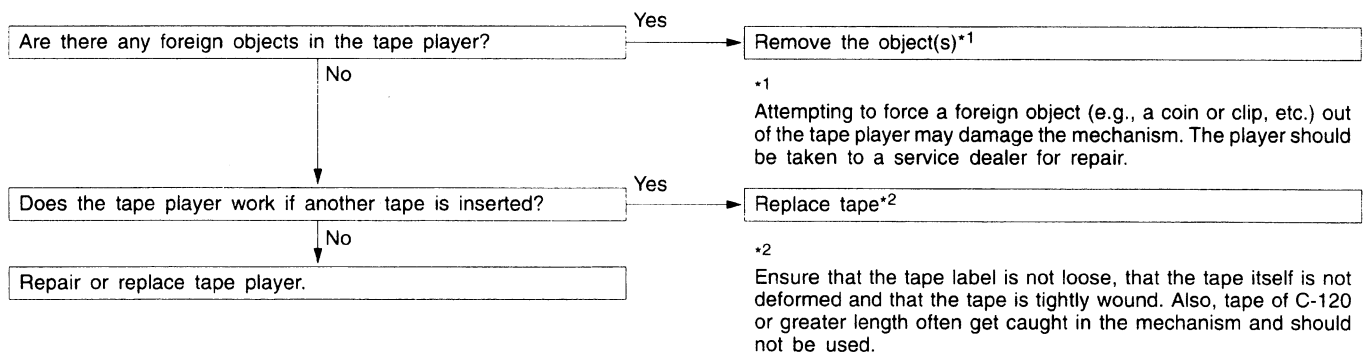 Yes
Are there any foreign objects in the tape player?
Remove the object(s)*1
No
*1
Attempting to force a foreign object (e.g., a coin or clip, etc.) out
of the tape player may damage the mechanism. The player should
be taken to a service dealer for repair.
Yes
Does the tape player work if another tape is inserted?
Replace tape*2
No
*2
Repair or replace tape player.
Ensure that the tape label is not loose, that the tape itself is not
deformed and that the tape is tightly wound. Also, tape of C-120
or greater length often get caught in the mechanism and should
not be used.